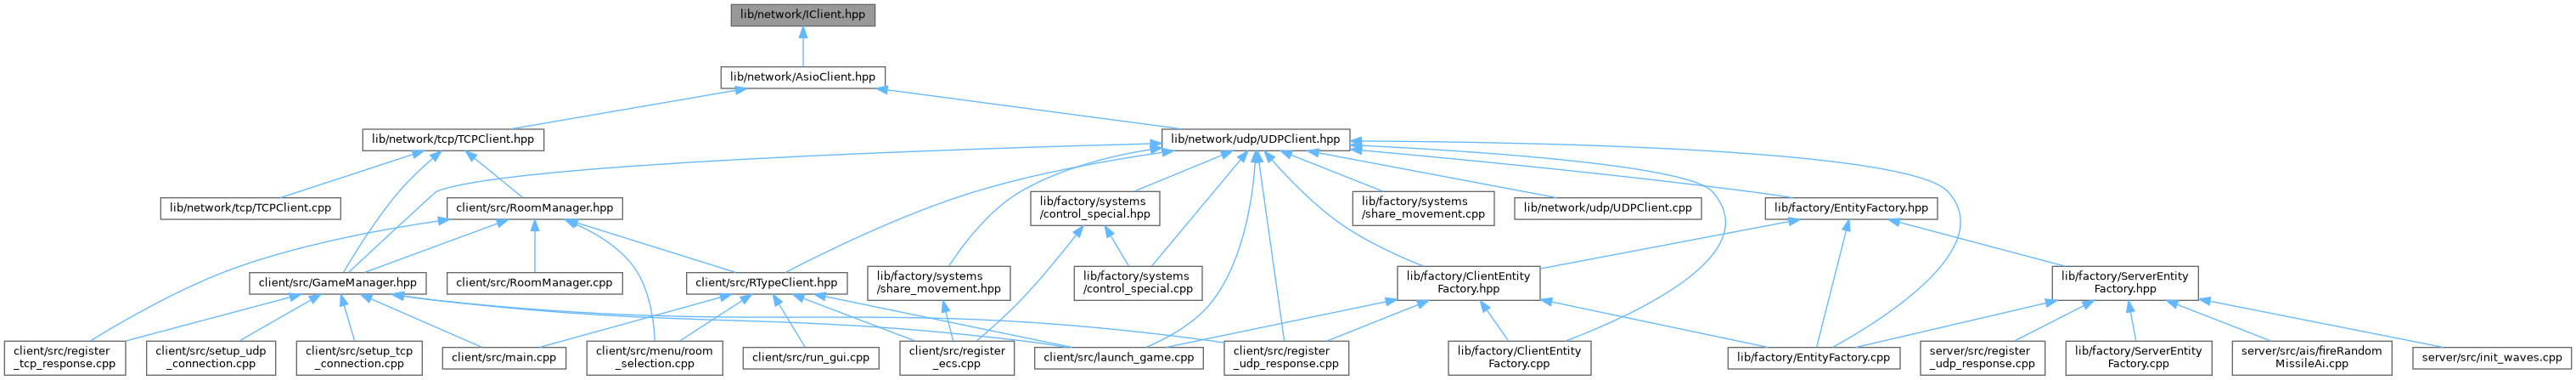 lib/network/IClient.hpp
lib/network/AsioClient.hpp
lib/network/tcp/TCPClient.hpp
lib/network/udp/UDPClient.hpp
lib/network/tcp/TCPClient.cpp
client/src/RoomManager.hpp
lib/factory/systems
/control_special.hpp
lib/factory/systems
/share_movement.cpp
lib/network/udp/UDPClient.cpp
lib/factory/EntityFactory.hpp
client/src/GameManager.hpp
client/src/RoomManager.cpp
client/src/RTypeClient.hpp
lib/factory/systems
/share_movement.hpp
lib/factory/systems
/control_special.cpp
lib/factory/ClientEntity
Factory.hpp
lib/factory/ServerEntity
Factory.hpp
client/src/register
_tcp_response.cpp
client/src/setup_udp
_connection.cpp
client/src/setup_tcp
_connection.cpp
client/src/main.cpp
client/src/menu/room
_selection.cpp
client/src/run_gui.cpp
client/src/register
_ecs.cpp
client/src/launch_game.cpp
client/src/register
_udp_response.cpp
lib/factory/ClientEntity
Factory.cpp
lib/factory/EntityFactory.cpp
server/src/register
_udp_response.cpp
lib/factory/ServerEntity
Factory.cpp
server/src/ais/fireRandom
MissileAi.cpp
server/src/init_waves.cpp